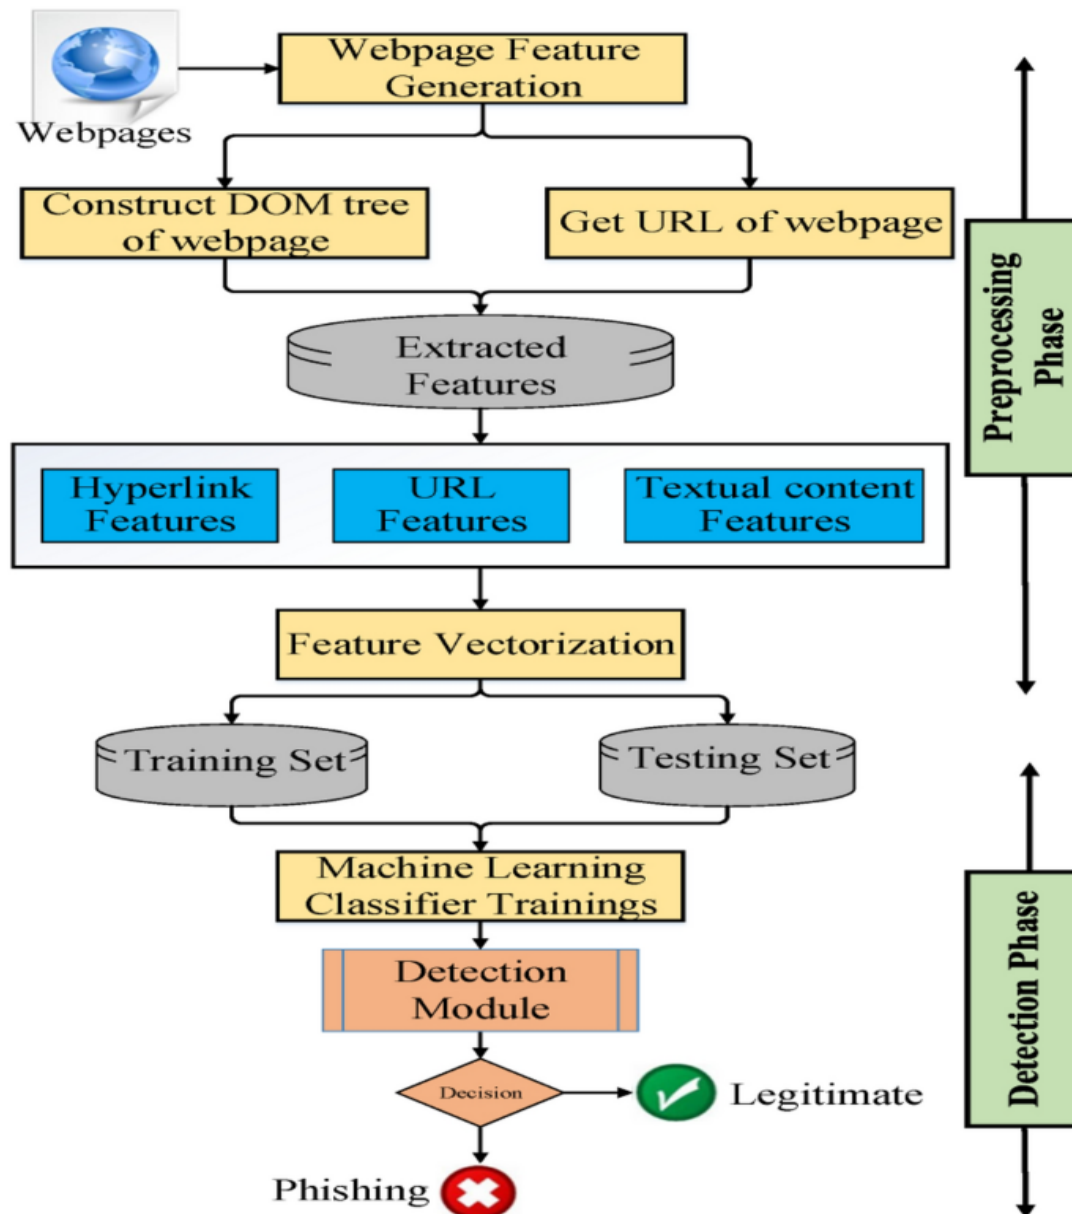 Webpage Feature
Generation
Webpages
Construct DOM tree
of webpage
Get URL of webpage
Extracted
Features
Hyperlink
Features
URL
Features
Textual content
Features
Feature Vectorization
Training Set
Testing Set
Machine Learning
Classifier Trainings
Detection
Module
Decision
Legitimate
Phishing
Preprocessing
Phase
Detection Phase